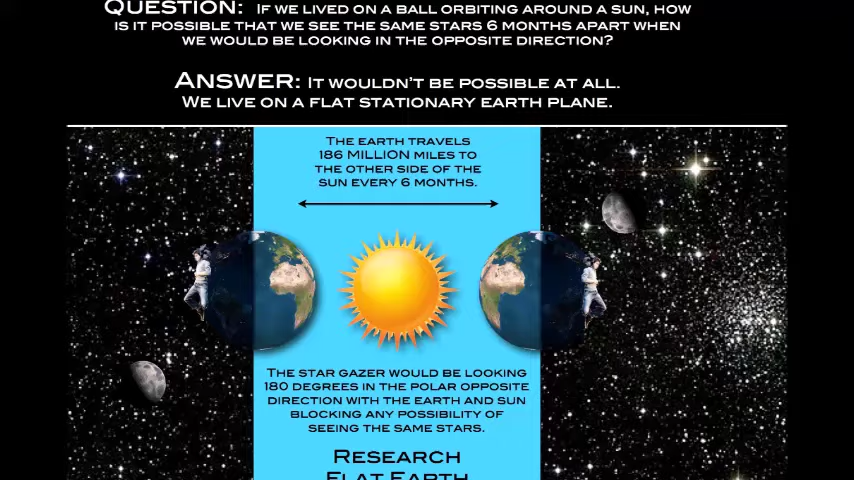 QUESTION: IF WE LIVED ON A BALL ORBITING AROUND A SUN, HOW
IS IT POSSIBLE THAT WE SEE THE SAME STARS 6 MONTHS APART WHEN
WE WOULD BE LOOKING IN THE OPPOSITE DIRECTION?
ANSWER: IT WOULDN'T BE POSSIBLE AT ALL.
WE LIVE ON A FLAT STATIONARY EARTH PLANE.
THE EARTH TRAVELS
186 MILLION MILES TO
THE OTHER SIDE OF THE
SUN EVERY 6 MONTHS.
THE STAR GAZER WOULD BE LOOKING
180 DEGREES IN THE POLAR OPPOSITE
DIRECTION WITH THE EARTH AND SUN
BLOCKING ANY POSSIBILITY OF
SEEING THE SAME STARS.
RESEARCH
FLAT EARTH